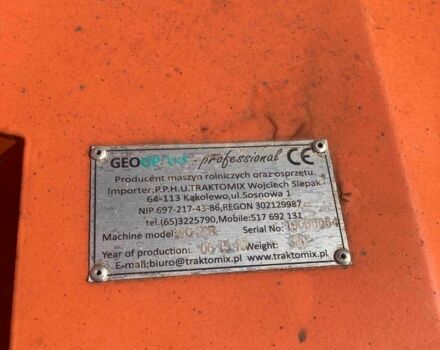 professional CE
Producent maszyn rolniczych oraz osprzętu.
Importer:P.P.H.U.TRAKTOMIX Wojciech Slepak
64-113 Kąkolewo,ul.Sosnowa 1
NIP 697-217-43-86,REGON 302129987
tel.(65)3225790,Mobile:517 692 131
Machine model: Serial No:
Year of production: Weight:
E-mail:biuro@traktomix.pl www.traktomix.pl